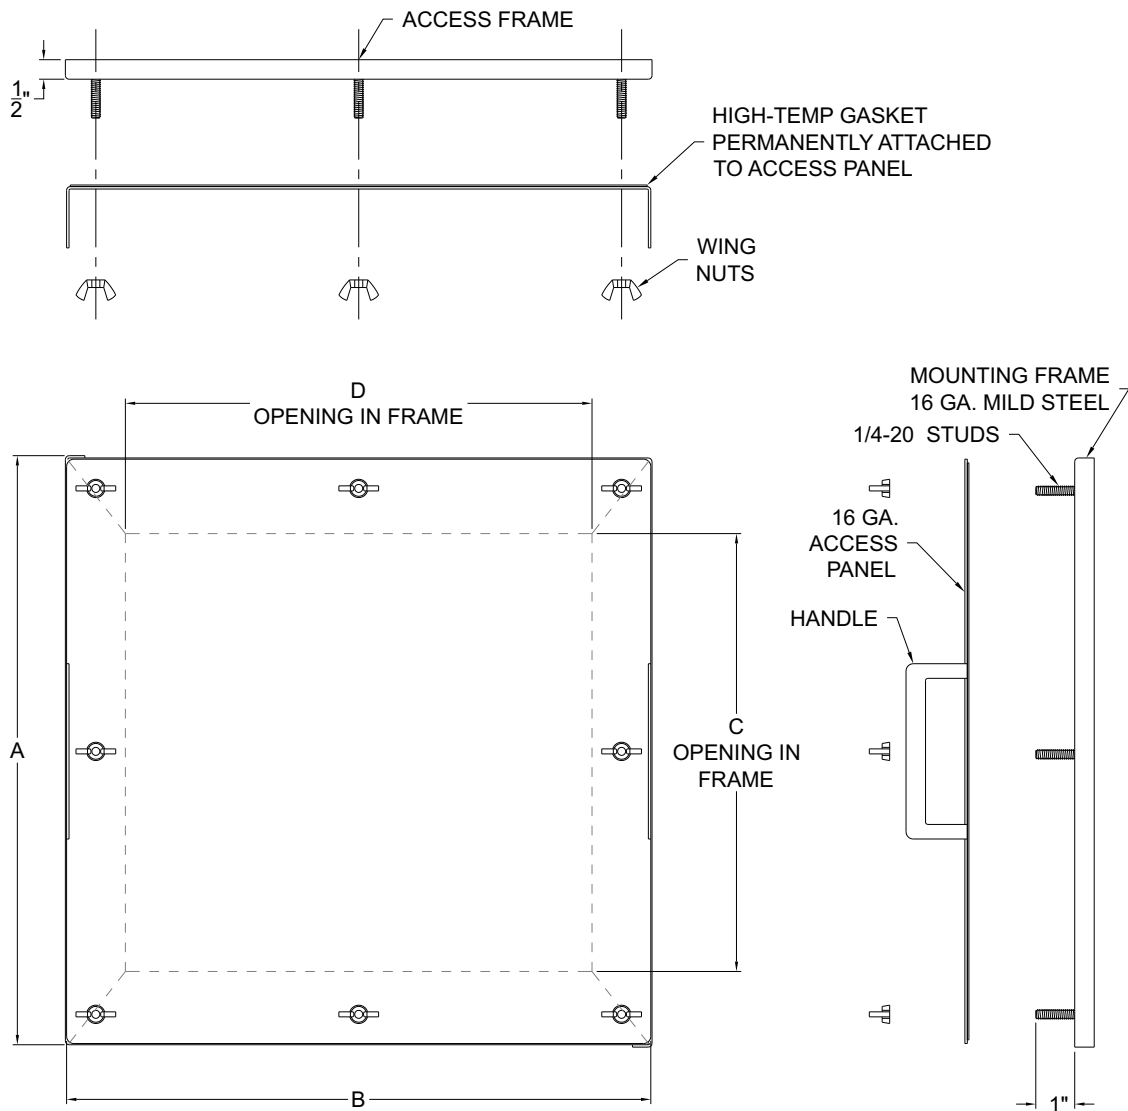 ACCESS FRAME
1
2"
HIGH-TEMP GASKET
PERMANENTLY ATTACHED
TO ACCESS PANEL
WING
NUTS
D
OPENING IN FRAME
MOUNTING FRAME
16 GA. MILD STEEL
1/4-20 STUDS
16 GA.
ACCESS
PANEL
HANDLE
A
C
OPENING IN
FRAME
B
1"